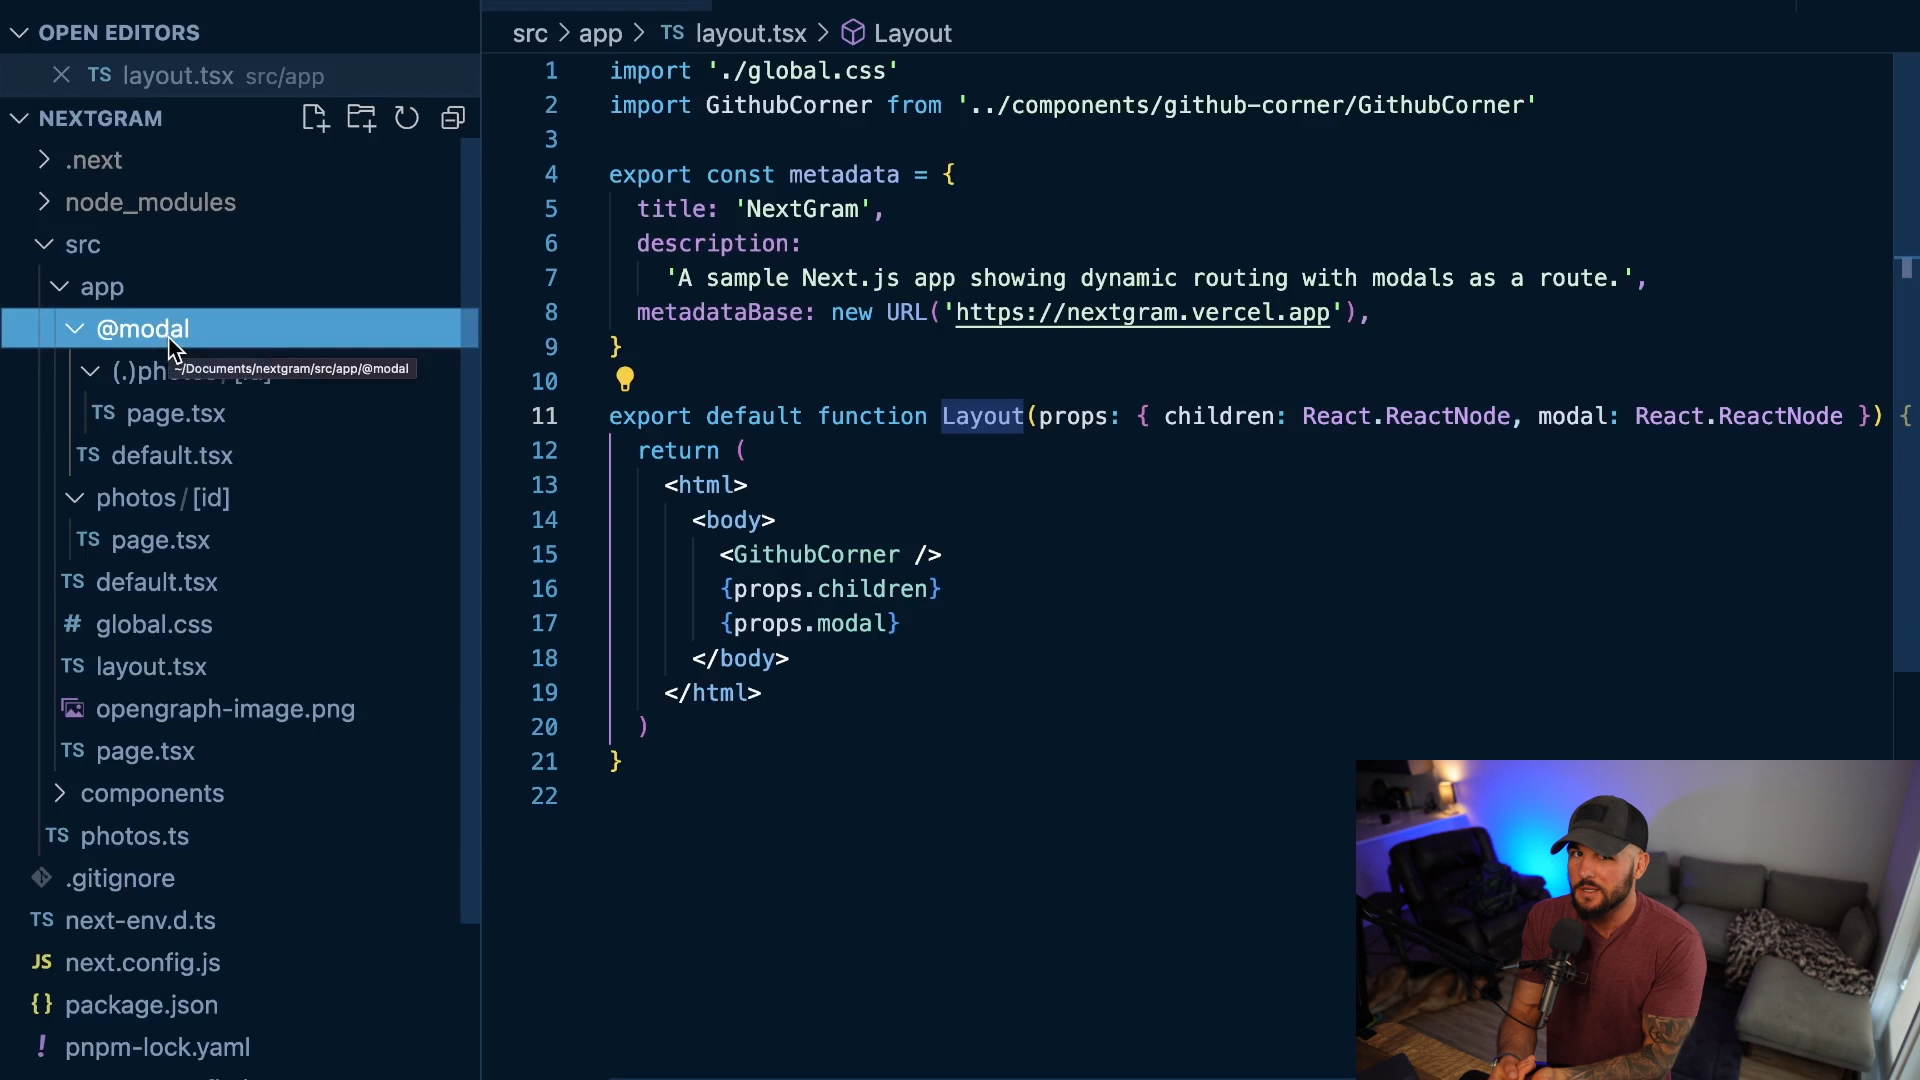 OPEN EDITORS
TS layout.tsx src/app
NEXTGRAM
.next
node_modules
src
app
@modal
~/Documents/nextgram/src/app/@modal
page.tsx
TS default.tsx
photos/[id]
TS page.tsx
TS default.tsx
# global.css
TS layout.tsx
opengraph-image.png
TS page.tsx
components
TS photos.ts
.gitignore
TS next-env.d.ts
JS next.config.js
{} package.json
! pnpm-lock.yaml
src > app > TS layout.tsx > Layout
1 import './global.css'
2 import GithubCorner from '../components/github-corner/GithubCorner'
3
4 export const metadata = {
5 title: 'NextGram',
6 description:
7 'A sample Next.js app showing dynamic routing with modals as a route.',
8 metadataBase: new URL('https://nextgram.vercel.app'),
9 }
10
11 export default function Layout(props: { children: React.ReactNode, modal: React.ReactNode }) {
12 return (
13 <html>
14 <body>
15 <GithubCorner />
16 {props.children}
17 {props.modal}
18 </body>
19 </html>
20 )
21 }
22